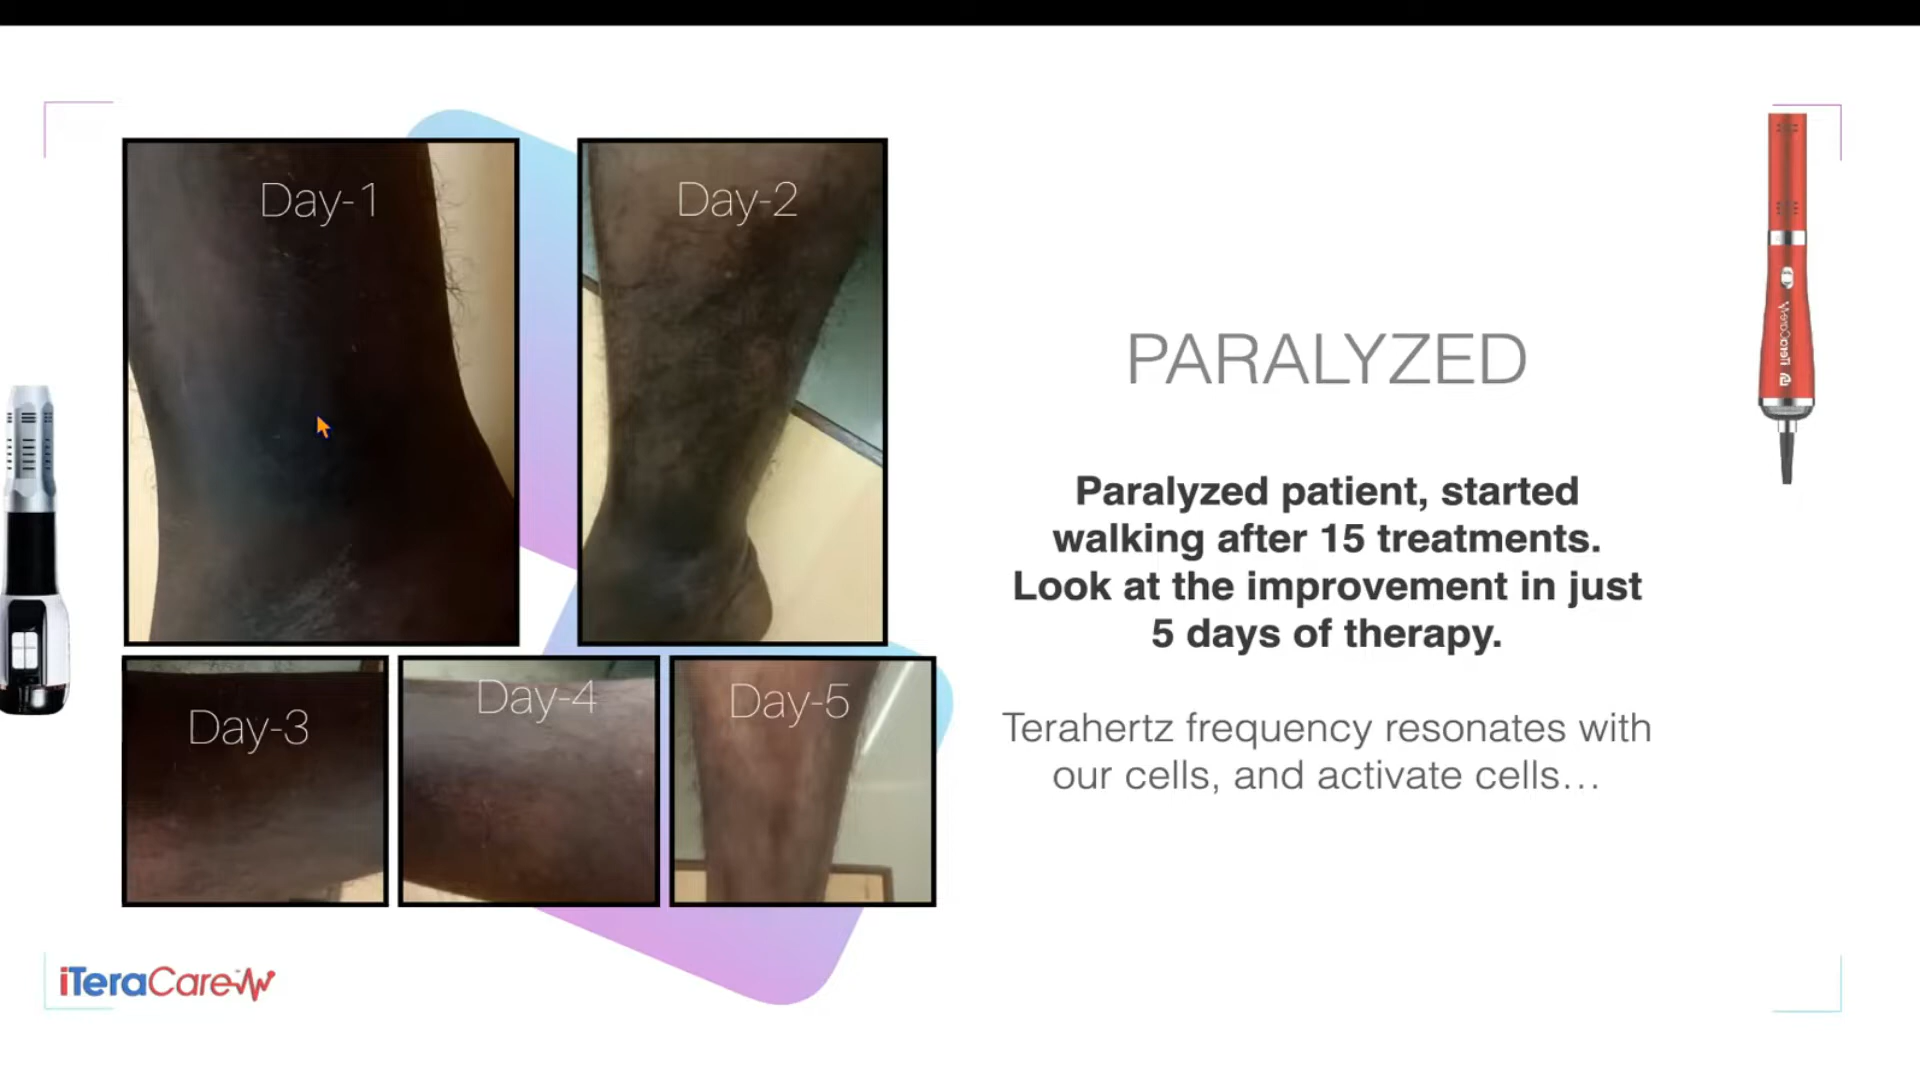 Day-1
Day-2
Day-3
Day-4
Day-5
PARALYZED
Paralyzed patient, started
walking after 15 treatments.
Look at the improvement in just
5 days of therapy.
Terahertz frequency resonates with
our cells, and activate cells…
iTeraCare
iTeraCare